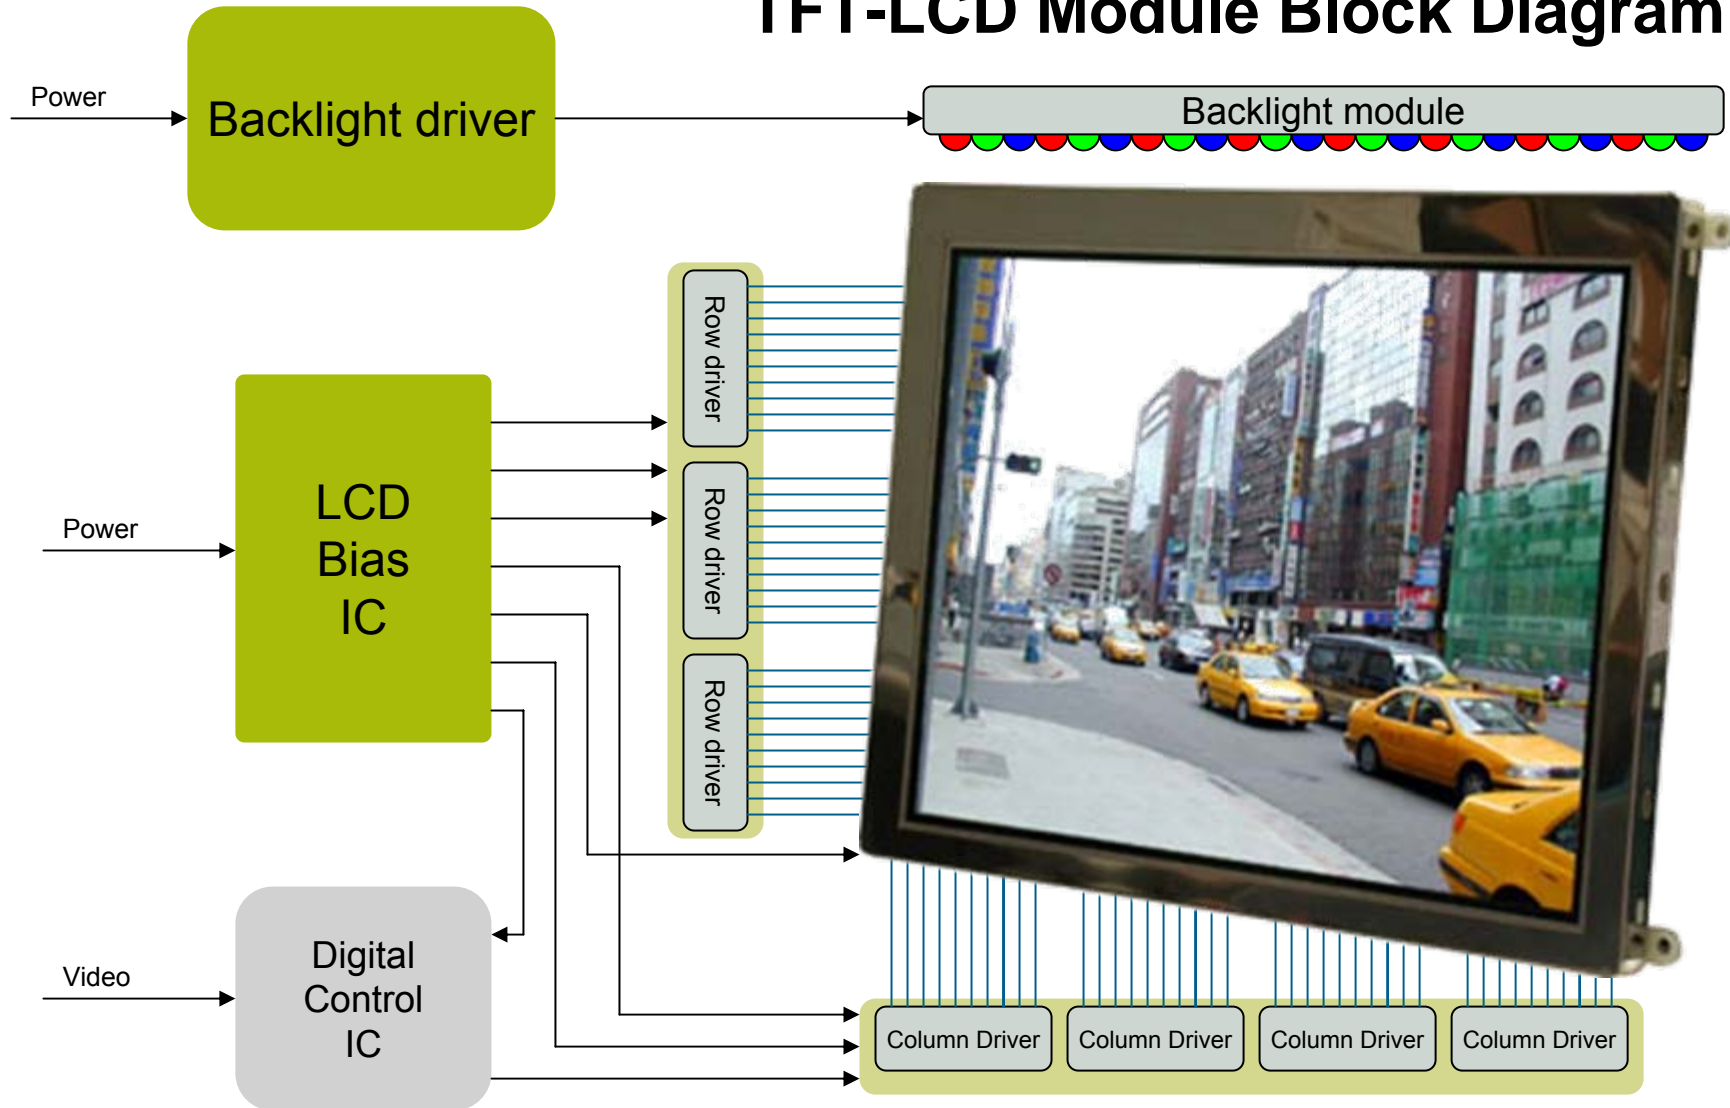 TFT-LCD Module Block Diagram
Power
Backlight driver
Backlight module
Row driver
Row driver
Row driver
Power
LCD
Bias
IC
Video
Digital
Control
IC
Column Driver
Column Driver
Column Driver
Column Driver